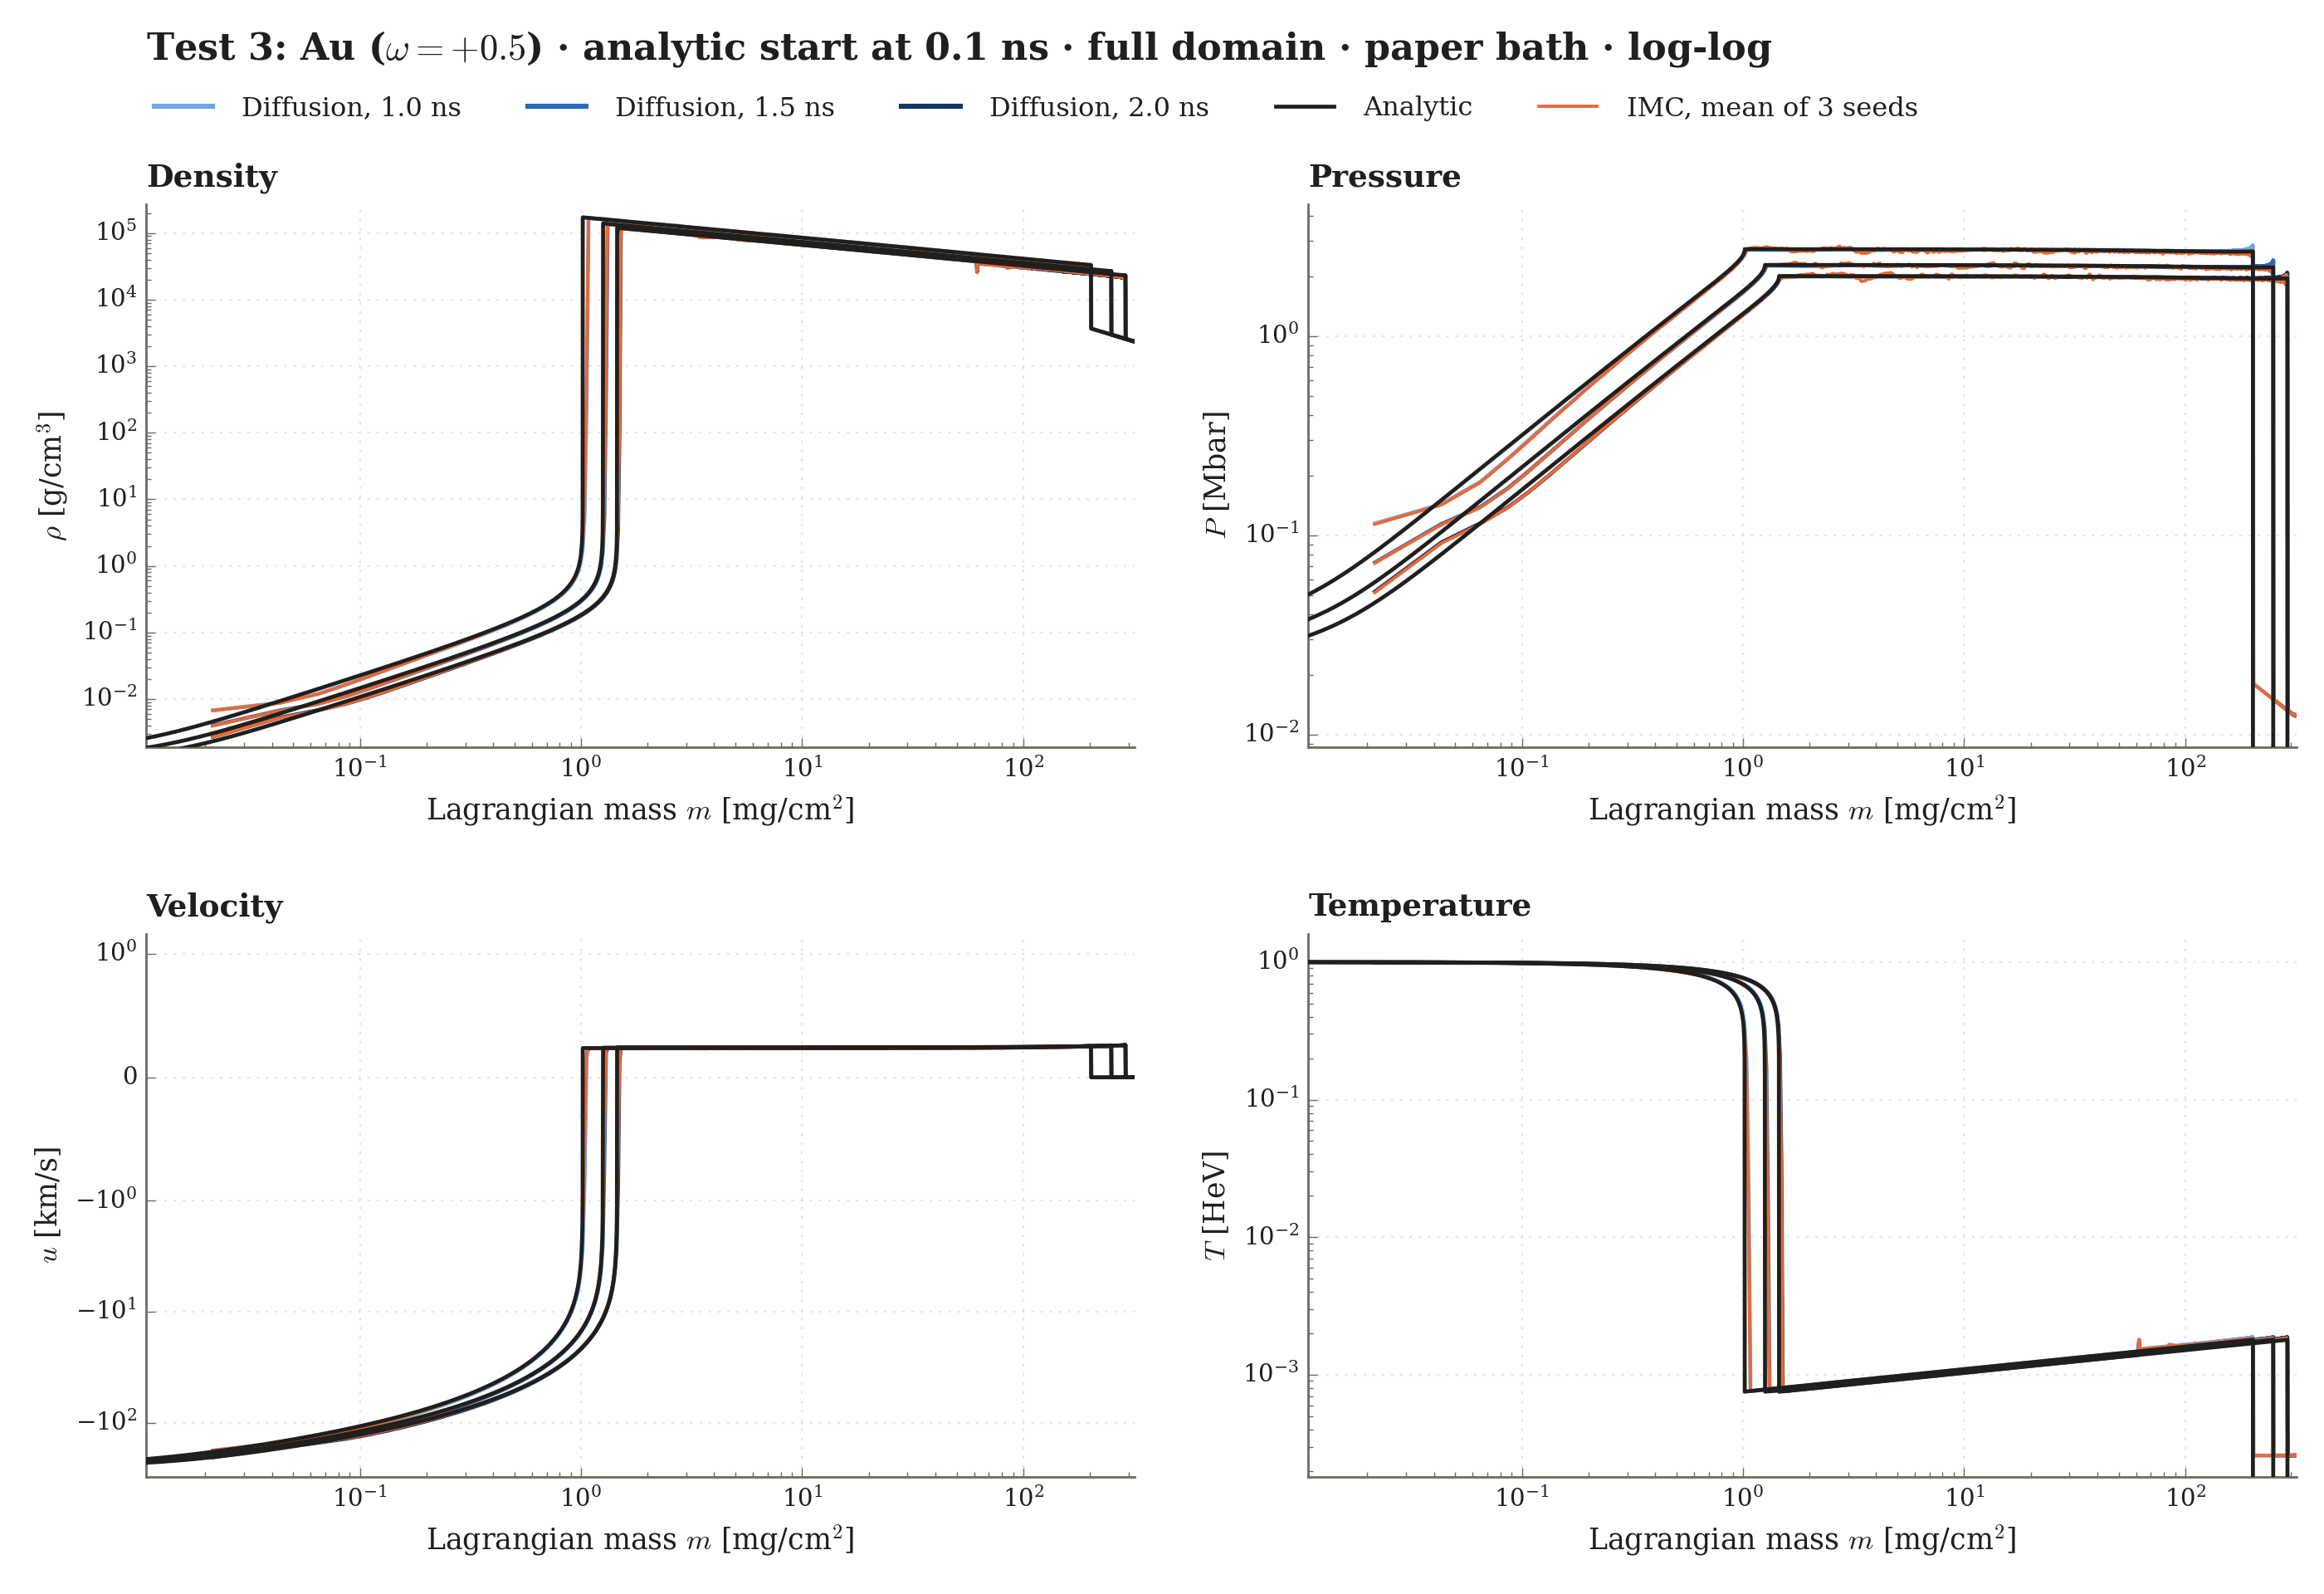 Test 3: Au (ω = +0.5) · analytic start at 0.1 ns · full domain · paper bath · log-log
Diffusion, 1.0 ns
Diffusion, 1.5 ns
Diffusion, 2.0 ns
Analytic
IMC, mean of 3 seeds
Density
10⁵
10⁴
10³
10²
10¹
10⁰
10⁻¹
10⁻²
ρ [g/cm³]
10⁻¹
10⁰
10¹
10²
Lagrangian mass m [mg/cm²]
Pressure
10⁰
10⁻¹
10⁻²
P [Mbar]
10⁻¹
10⁰
10¹
10²
Lagrangian mass m [mg/cm²]
Velocity
10⁰
0
−10⁰
−10¹
−10²
u [km/s]
10⁻¹
10⁰
10¹
10²
Lagrangian mass m [mg/cm²]
Temperature
10⁰
10⁻¹
10⁻²
10⁻³
T [HeV]
10⁻¹
10⁰
10¹
10²
Lagrangian mass m [mg/cm²]